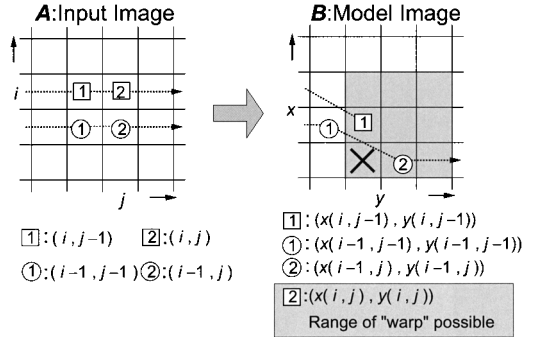 A:Input Image
B:Model Image
i
1
2
1
2
j
x
1
1
2
y
1:(i, j−1) 2:(i, j)
①:(i−1, j−1) ②:(i−1, j)
1:(x(i, j−1), y(i, j−1))
①:(x(i−1, j−1), y(i−1, j−1))
②:(x(i−1, j), y(i−1, j))
2:(x(i, j), y(i, j))
Range of "warp" possible